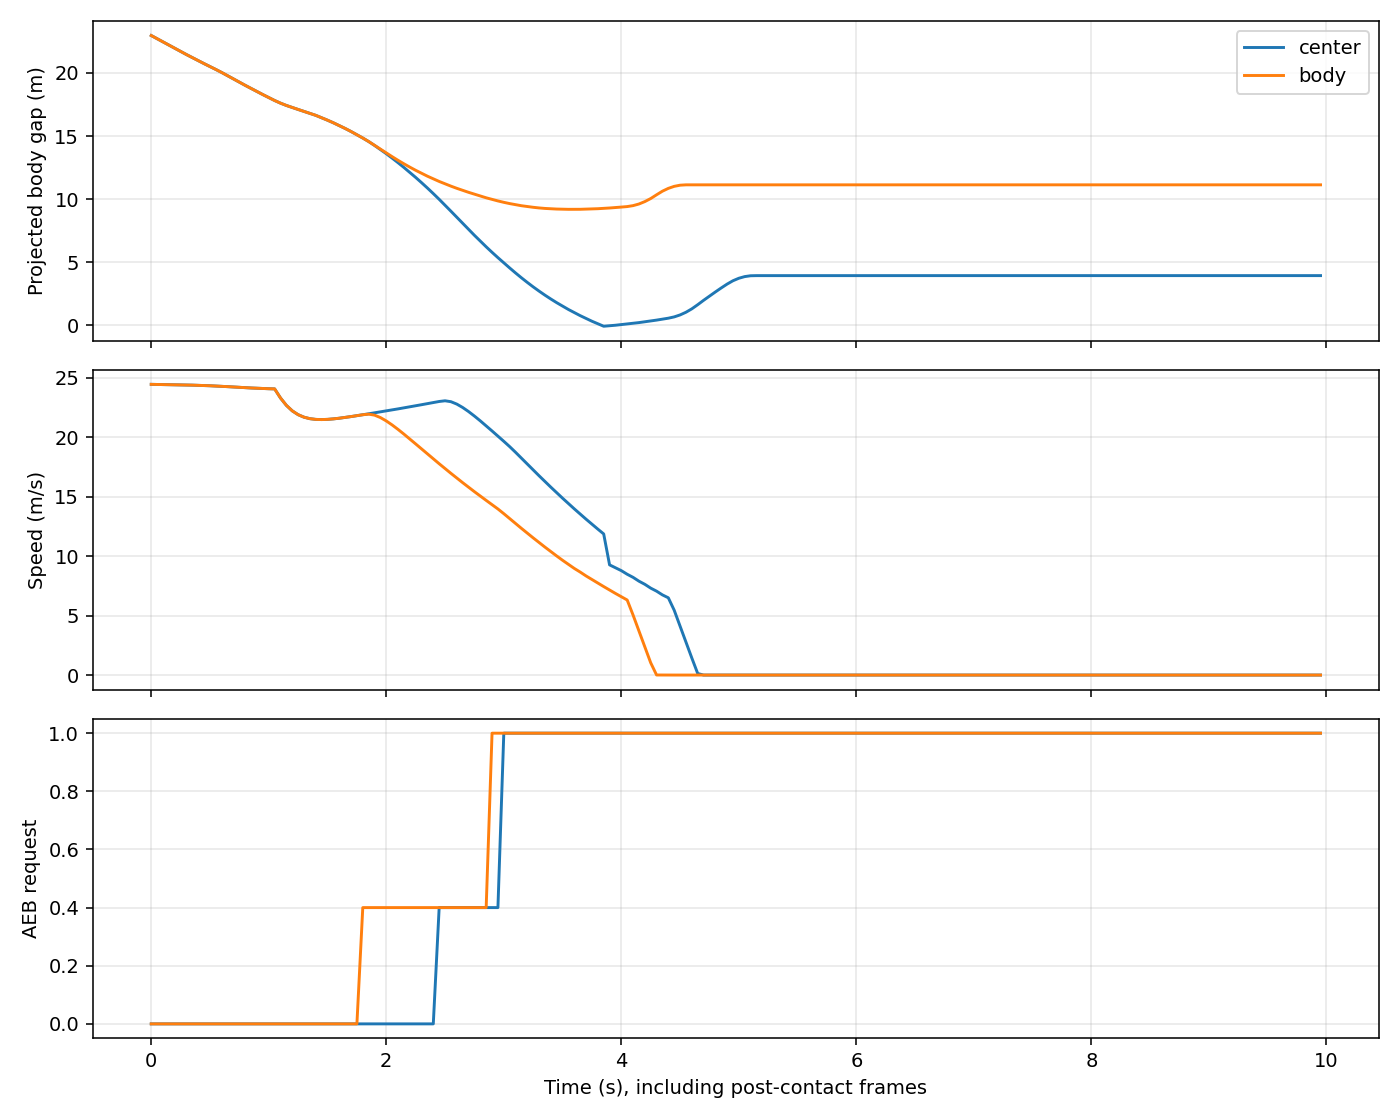 Projected body gap (m)
20
15
10
5
0
center
body
Speed (m/s)
25
20
15
10
5
0
AEB request
1.0
0.8
0.6
0.4
0.2
0.0
0 2 4 6 8 10
Time (s), including post-contact frames